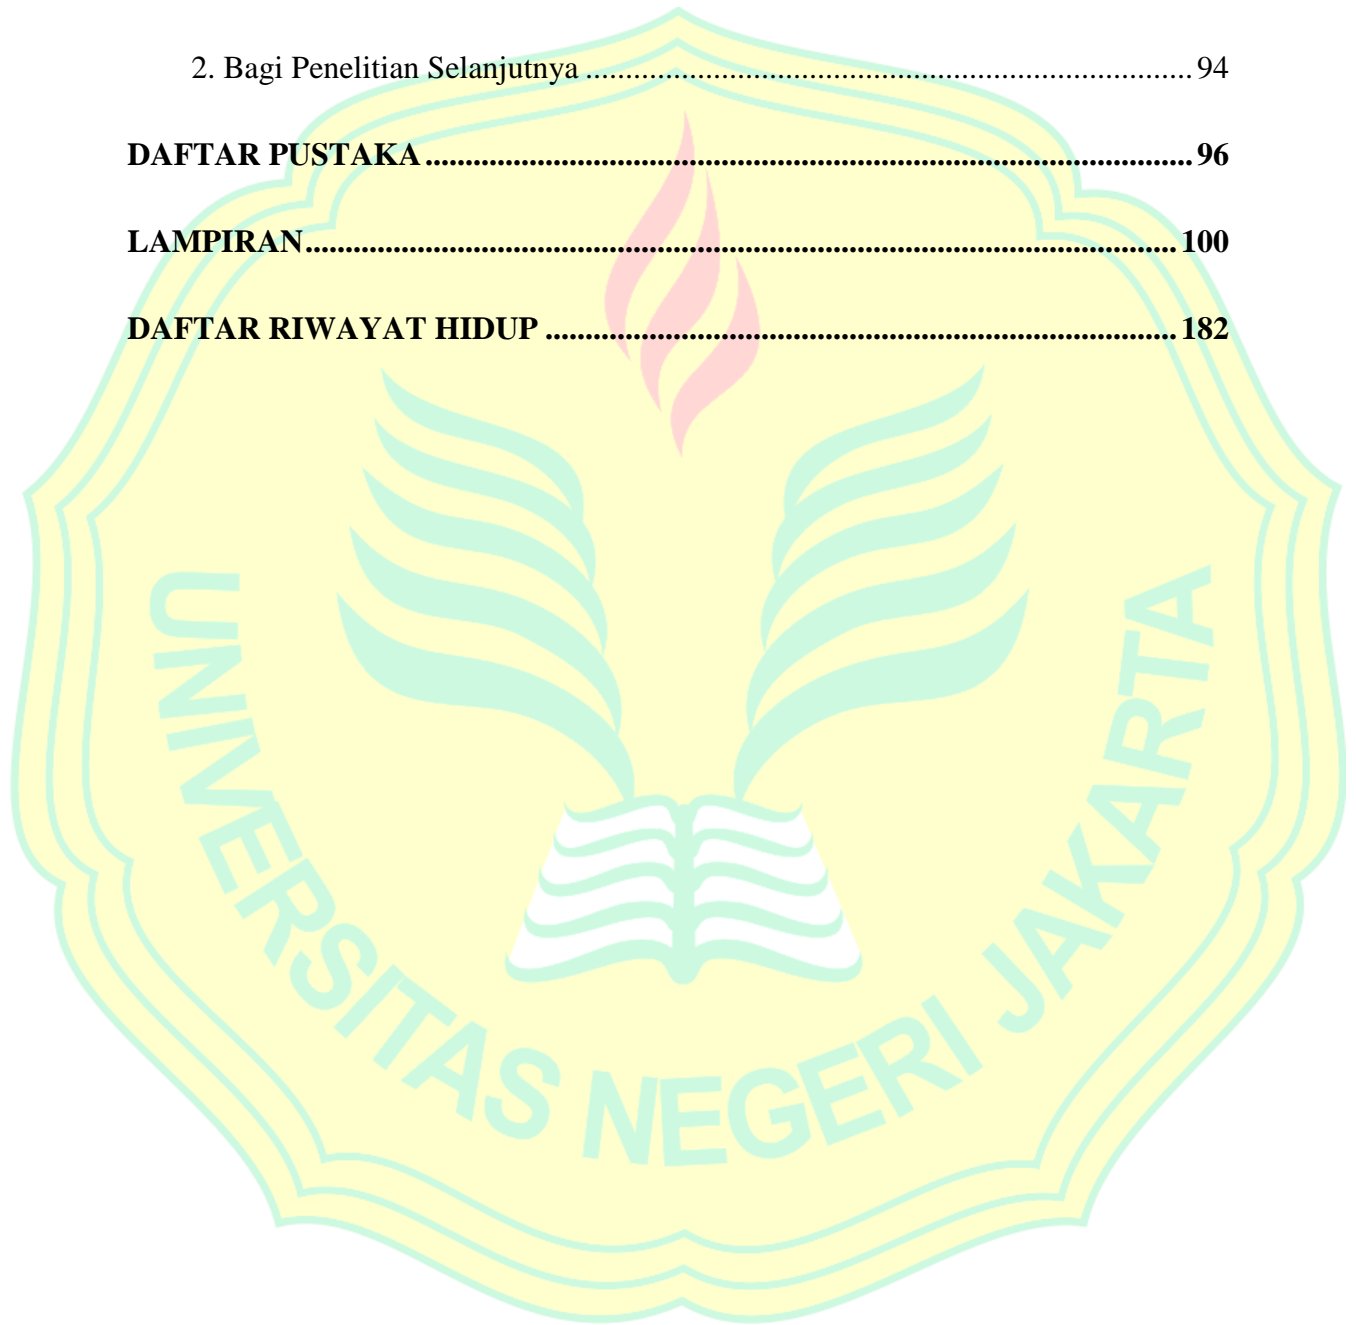 2. Bagi Penelitian Selanjutnya ............................................................................ 94
DAFTAR PUSTAKA ................................................................................................ 96
LAMPIRAN ............................................................................................................. 100
DAFTAR RIWAYAT HIDUP ................................................................................ 182
UNIVERSITAS NEGERI JAKARTA